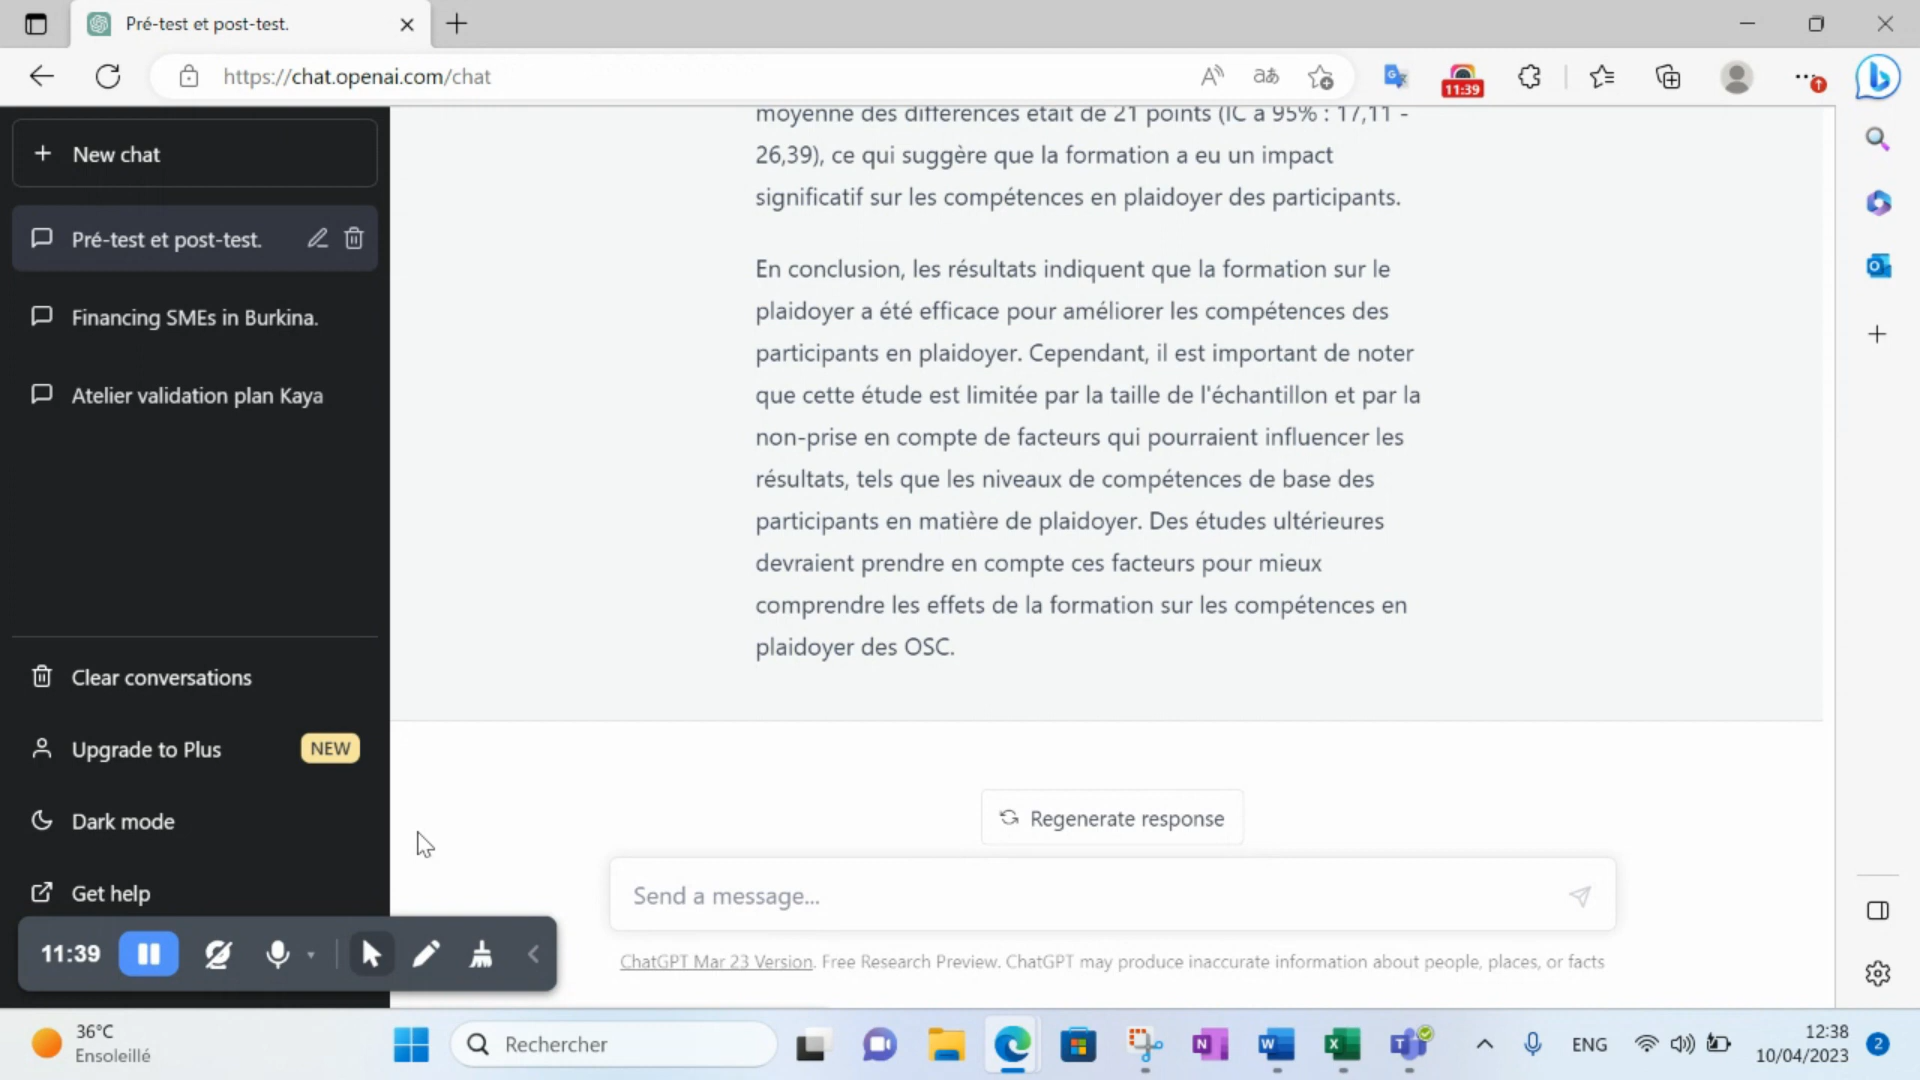 Pré-test et post-test.
https://chat.openai.com/chat
11:39
New chat
Pré-test et post-test.
Financing SMEs in Burkina.
Atelier validation plan Kaya
Clear conversations
Upgrade to Plus
NEW
Dark mode
Get help
11:39
moyenne des différences était de 21 points (IC à 95% : 17,11 -
26,39), ce qui suggère que la formation a eu un impact
significatif sur les compétences en plaidoyer des participants.
En conclusion, les résultats indiquent que la formation sur le
plaidoyer a été efficace pour améliorer les compétences des
participants en plaidoyer. Cependant, il est important de noter
que cette étude est limitée par la taille de l'échantillon et par la
non-prise en compte de facteurs qui pourraient influencer les
résultats, tels que les niveaux de compétences de base des
participants en matière de plaidoyer. Des études ultérieures
devraient prendre en compte ces facteurs pour mieux
comprendre les effets de la formation sur les compétences en
plaidoyer des OSC.
Regenerate response
Send a message...
ChatGPT Mar 23 Version. Free Research Preview. ChatGPT may produce inaccurate information about people, places, or facts
36°C
Ensoleillé
Rechercher
ENG
12:38
10/04/2023
2